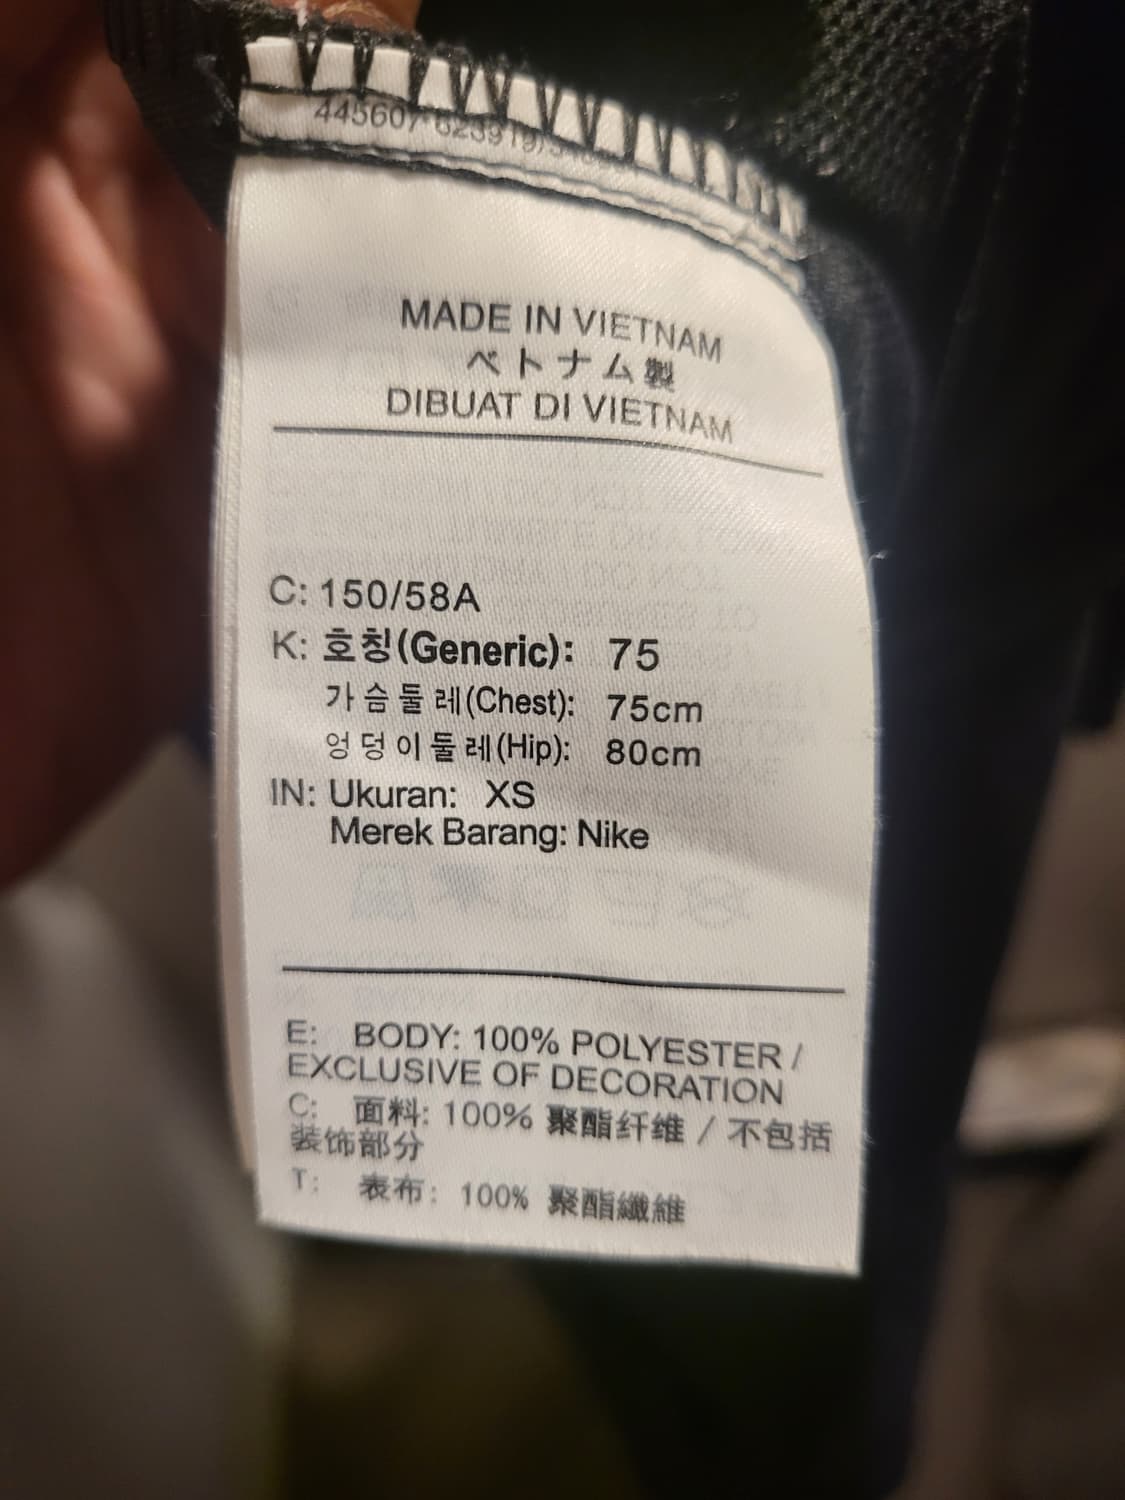 MADE IN VIETNAM
ベトナム製
DIBUAT DI VIETNAM
C: 150/58A
K: 호칭(Generic): 75
가슴둘레(Chest): 75cm
엉덩이둘레(Hip): 80cm
IN: Ukuran: XS
Merek Barang: Nike
E: BODY: 100% POLYESTER /
EXCLUSIVE OF DECORATION
C: 面料: 100% 聚酯纤维 / 不包括
装饰部分
T: 表布: 100% 聚酯纖維